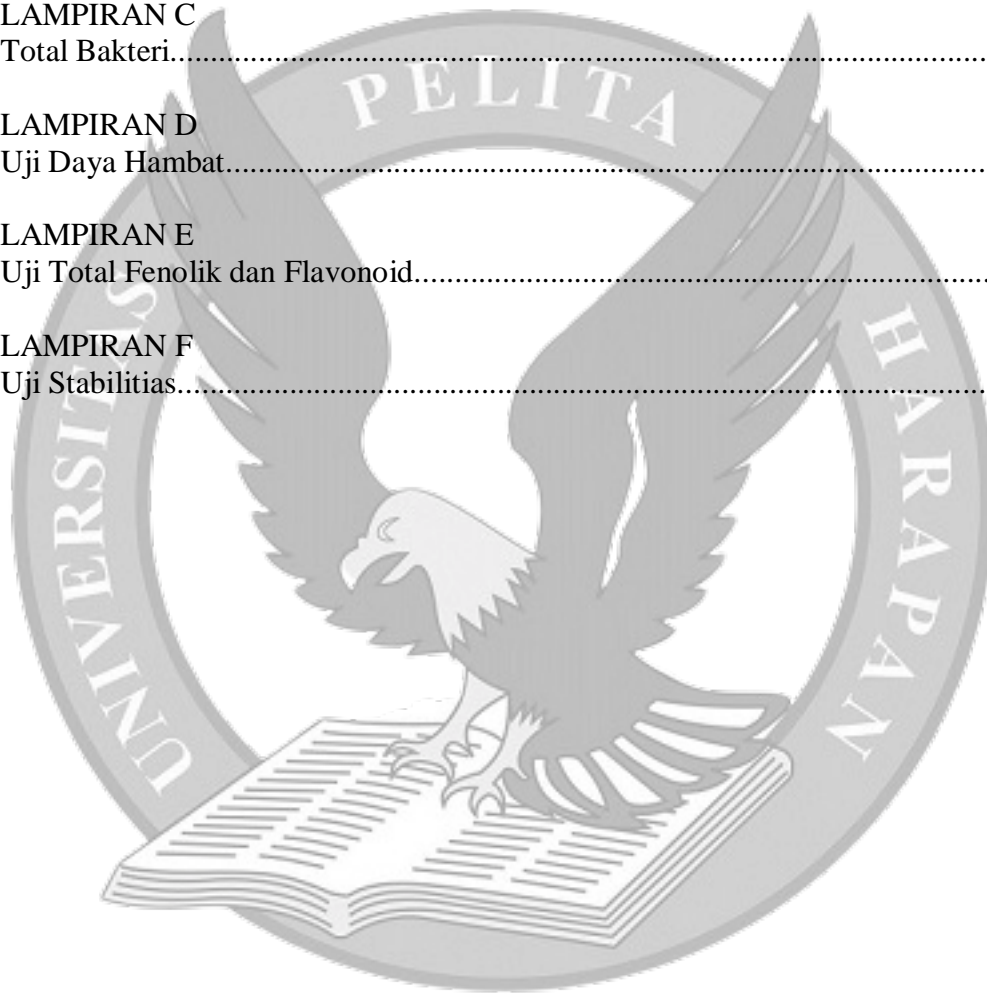 LAMPIRAN C
Total Bakteri....................................................................................................
LAMPIRAN D
Uji Daya Hambat..............................................................................................
LAMPIRAN E
Uji Total Fenolik dan Flavonoid.......................................................................
LAMPIRAN F
Uji Stabilitias...................................................................................................
UNIVERSITAS PELITA HARAPAN